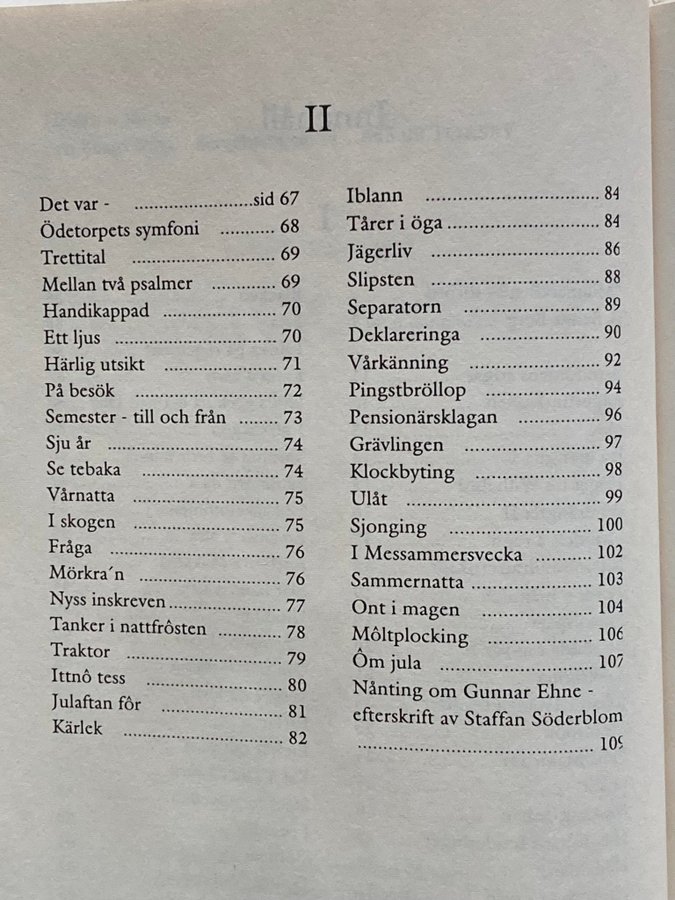 II
Det var - ........................sid 67
Ödetorpets symfoni ........... 68
Trettital ............................. 69
Mellan två psalmer ............. 69
Handikappad ....................... 70
Ett ljus ................................. 70
Härlig utsikt ............................. 71
På besök ............................. 72
Semester - till och från ........ 73
Sju år ................................... 74
Se tebaka ............................ 74
Vårnatta ............................. 75
I skogen ............................. 75
Fråga .................................. 76
Mörkra´n ............................ 76
Nyss inskreven...................... 77
Tanker i nattfrôsten ............. 78
Traktor ............................... 79
Ittnô tess ........................... 80
Julaftan fôr ........................ 81
Kärlek ................................ 82
Iblann ................................... 84
Tårer i öga............................... 84
Jägerliv .................................. 86
Slipsten .................................. 88
Separatorn ........................... 89
Deklareringa ............................ 90
Vårkänning .......................... 92
Pingstbröllop ....................... 94
Pensionärsklagan ................ 96
Grävlingen ........................... 97
Klockbyting ......................... 98
Ulåt ....................................... 99
Sjonging ............................. 100
I Messammersvecka ........... 102
Sammernatta ........................ 103
Ont i magen ...................... 104
Môltplocking ..................... 106
Ôm jula .............................. 107
Nånting om Gunnar Ehne -
efterskrift av Staffan Söderblom
............................................... 109